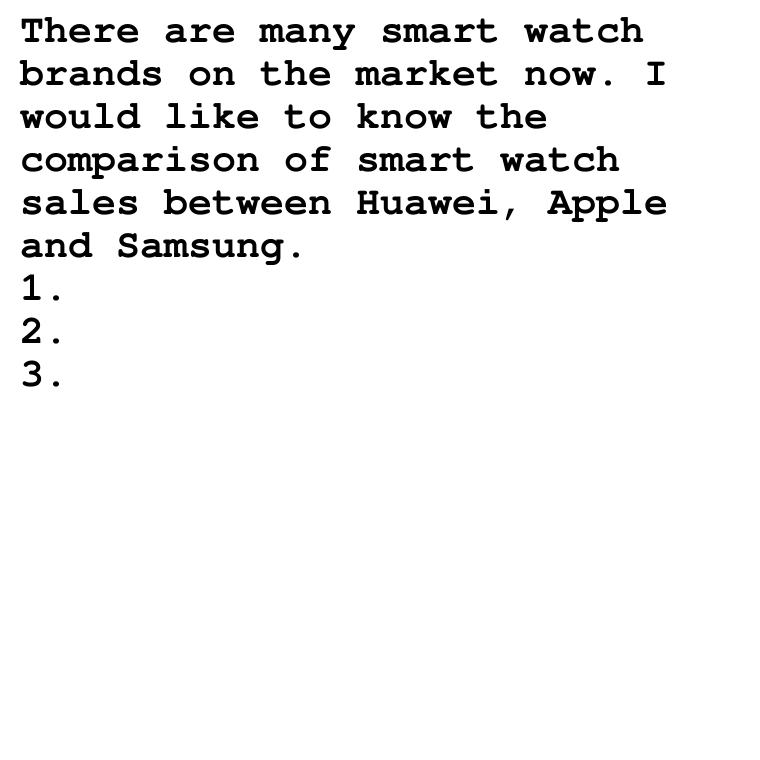 There are many smart watch
brands on the market now. I
would like to know the
comparison of smart watch
sales between Huawei, Apple
and Samsung.
1.
2.
3.